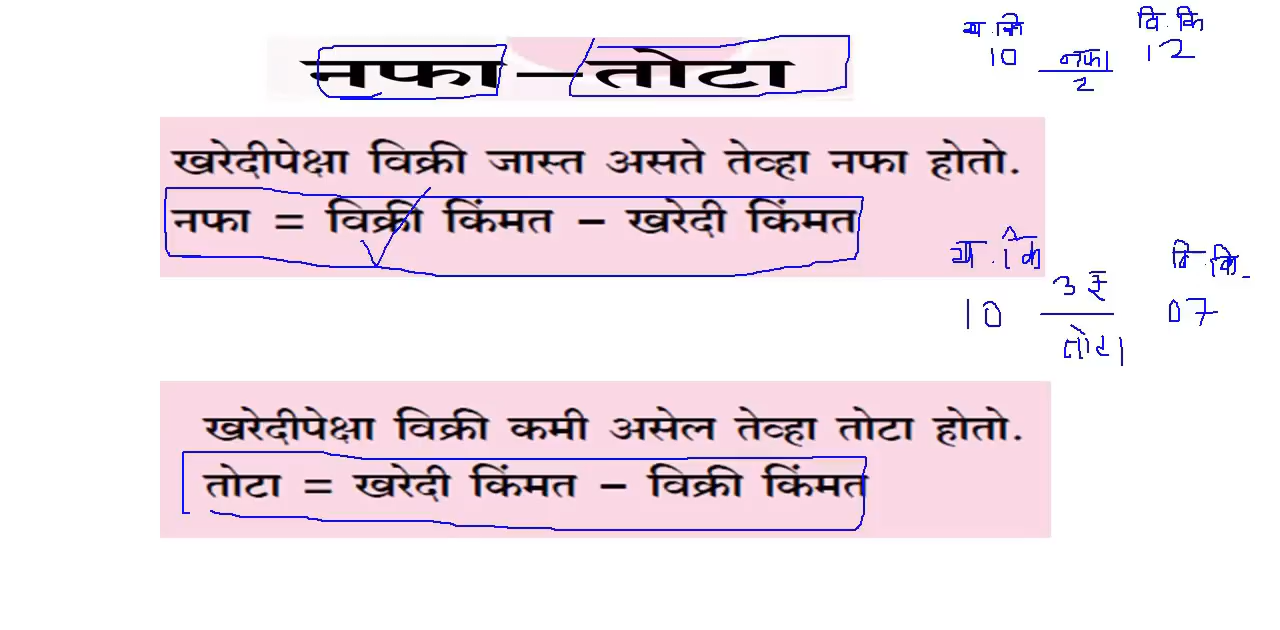 नफा – तोटा
ख. कि
वि. कि
10
नफा
12
2
खरेदीपेक्षा विक्री जास्त असते तेव्हा नफा होतो.
नफा = विक्री किंमत – खरेदी किंमत
ख. किं
वि. कि.
10
3 ₹
07
तोटा
खरेदीपेक्षा विक्री कमी असेल तेव्हा तोटा होतो.
तोटा = खरेदी किंमत – विक्री किंमत